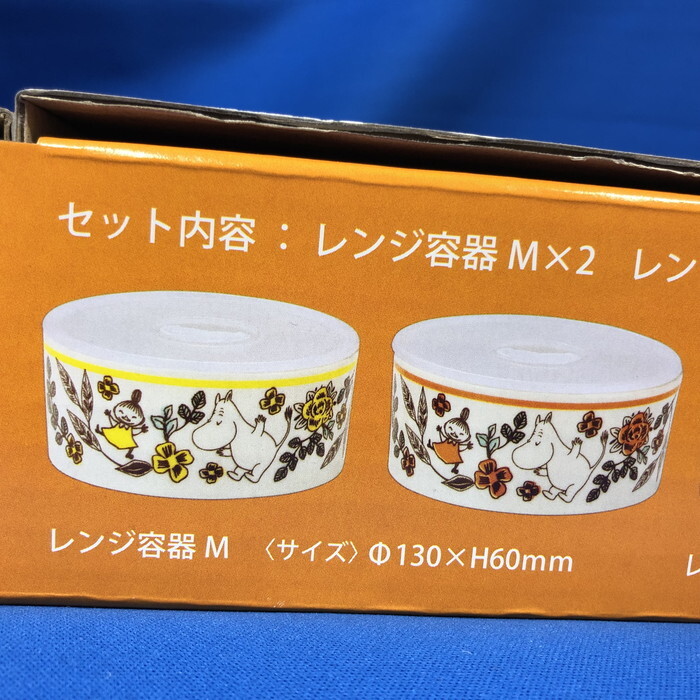 セット内容 ： レンジ容器 M×2 レン
レンジ容器 M 〈サイズ〉Φ130×H60mm
レ